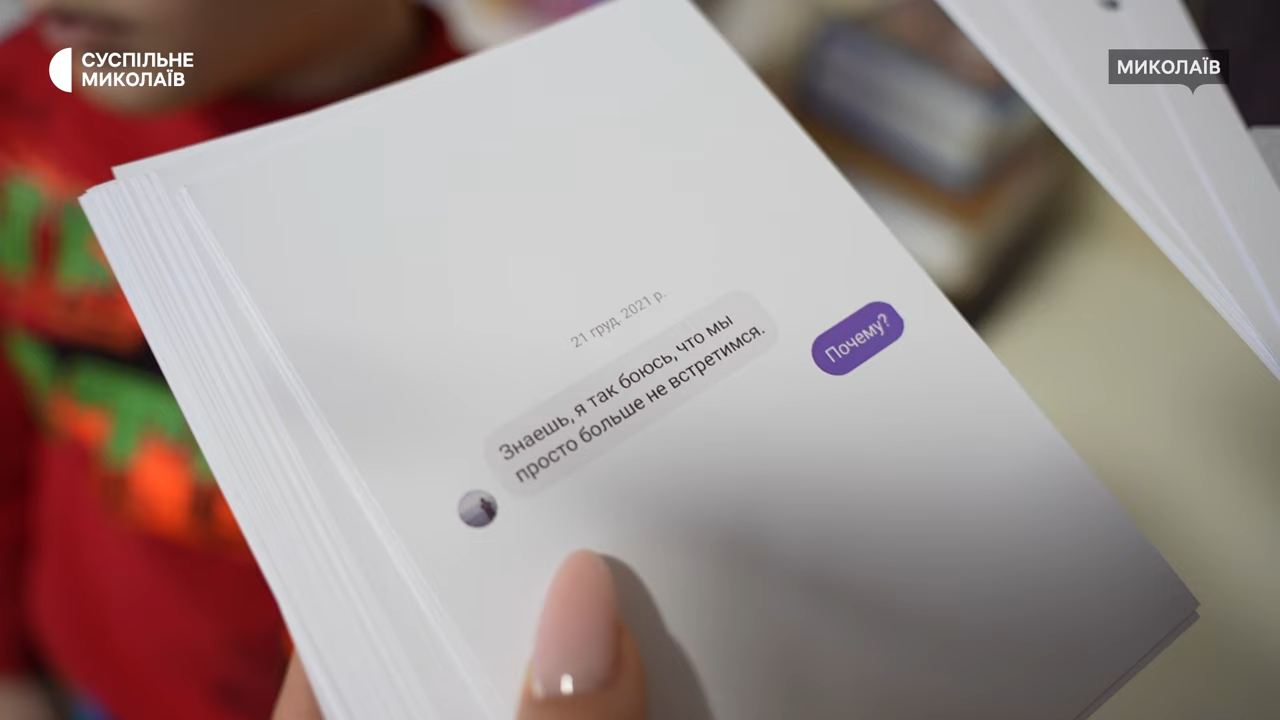 СУСПІЛЬНЕ
МИКОЛАЇВ
МИКОЛАЇВ
21 груд. 2021 р.
Знаешь, я так боюсь, что мы
просто больше не встретимся.
Почему?